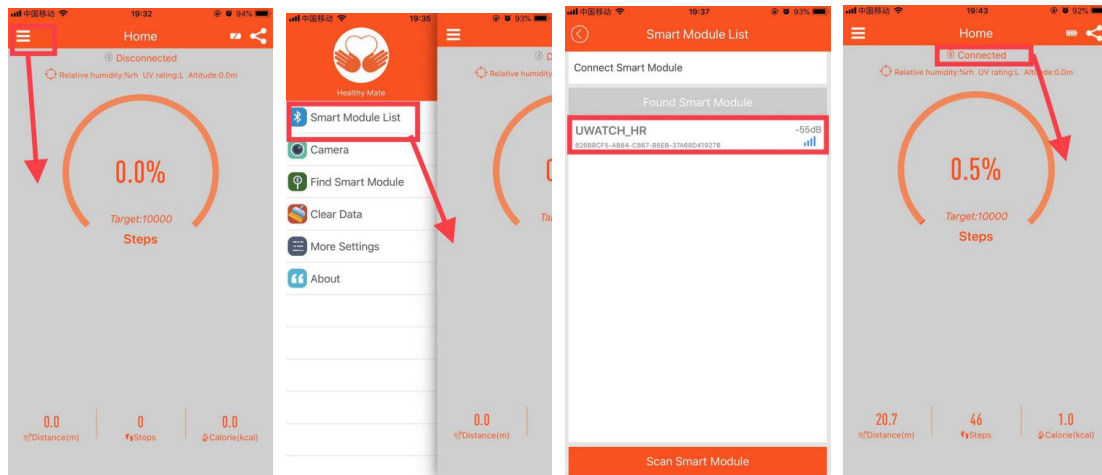 中国移动 19:32 94%
Home
Disconnected
Relative humidity:%rh UV rating:L Altitude:0.0m
0.0%
Target:10000
Steps
0.0 0 0.0
Distance(m) Steps Calorie(kcal)
中国移动 19:35 93%
Healthy Mate
Smart Module List
Camera
Find Smart Module
Clear Data
More Settings
About
D
Relative humidity
0
Ta
0.0
Distance(m)
中国移动 19:37 93%
Smart Module List
Connect Smart Module
Found Smart Module
UWATCH_HR -55dB
8268BCF5-AB84-C867-B6EB-37A68D41927B
Scan Smart Module
中国移动 19:43 92%
Home
Connected
Relative humidity:%rh UV rating:L Altitude:0.0m
0.5%
Target:10000
Steps
20.7 46 1.0
Distance(m) Steps Calorie(kcal)